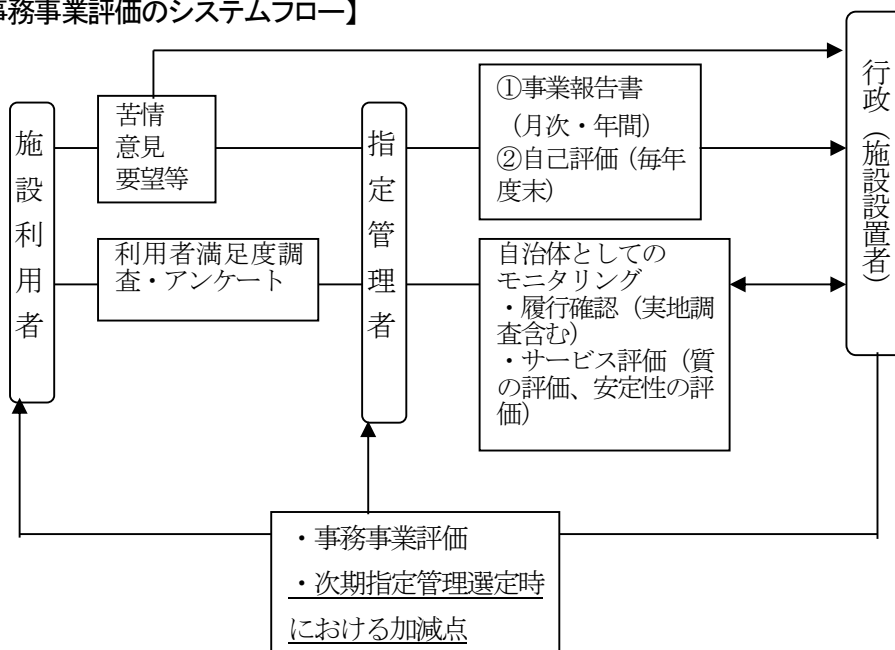 事務事業評価のシステムフロー】
施設利用者
苦情
意見
要望等
利用者満足度調
査・アンケート
指定管理者
①事業報告書
（月次・年間）
②自己評価（毎年
度末）
自治体としての
モニタリング
・履行確認（実地調
査含む）
・サービス評価（質
の評価、安定性の評
価）
行政（施設設置者）
・事務事業評価
・次期指定管理選定時
における加減点